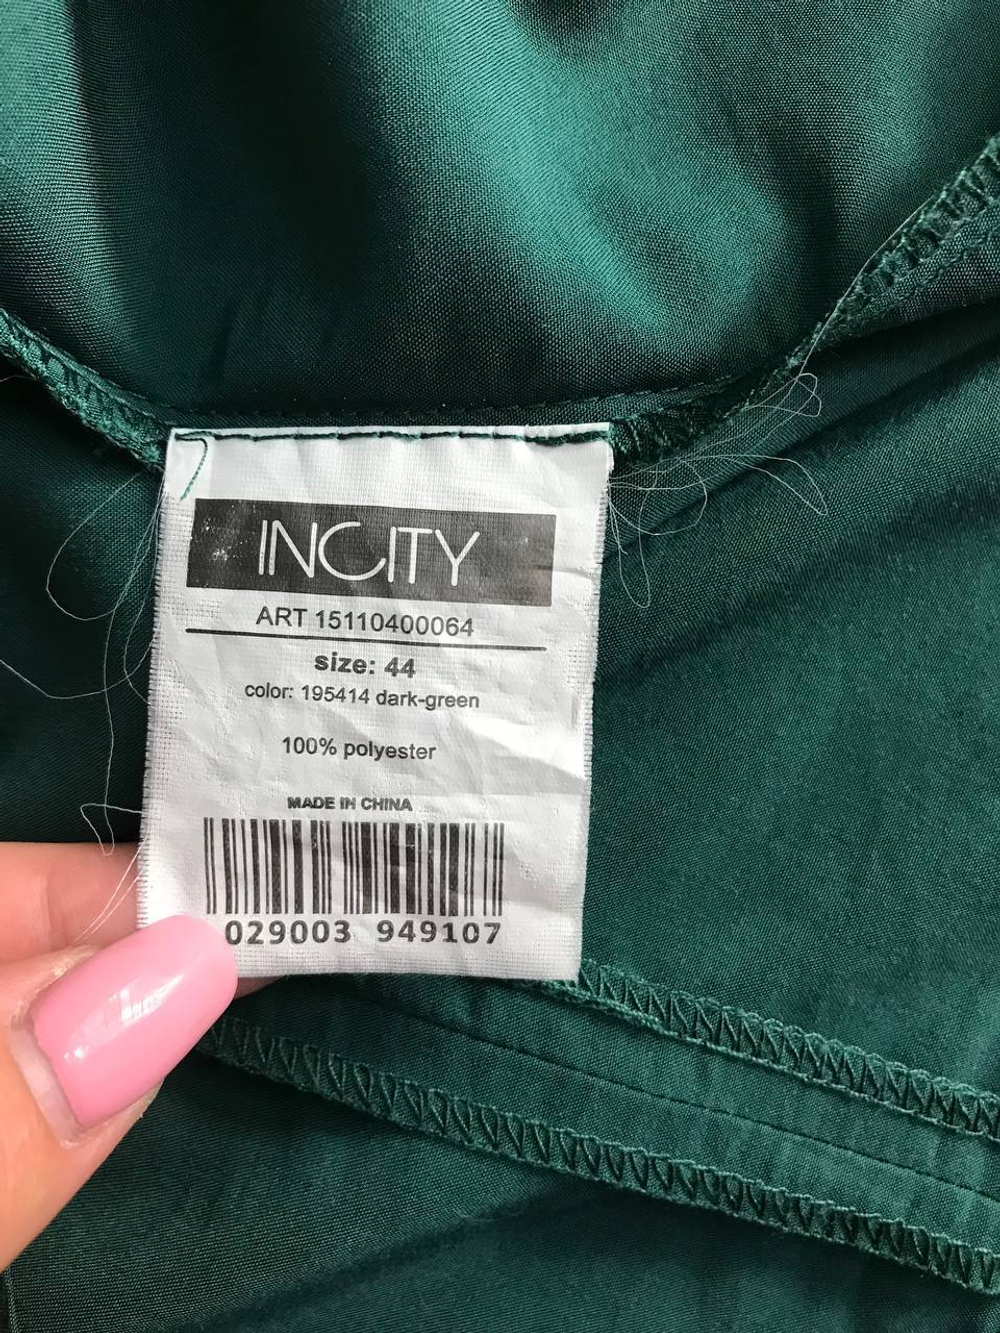 INCITY
ART 15110400064
size: 44
color: 195414 dark-green
100% polyester
MADE IN CHINA
029003 949107